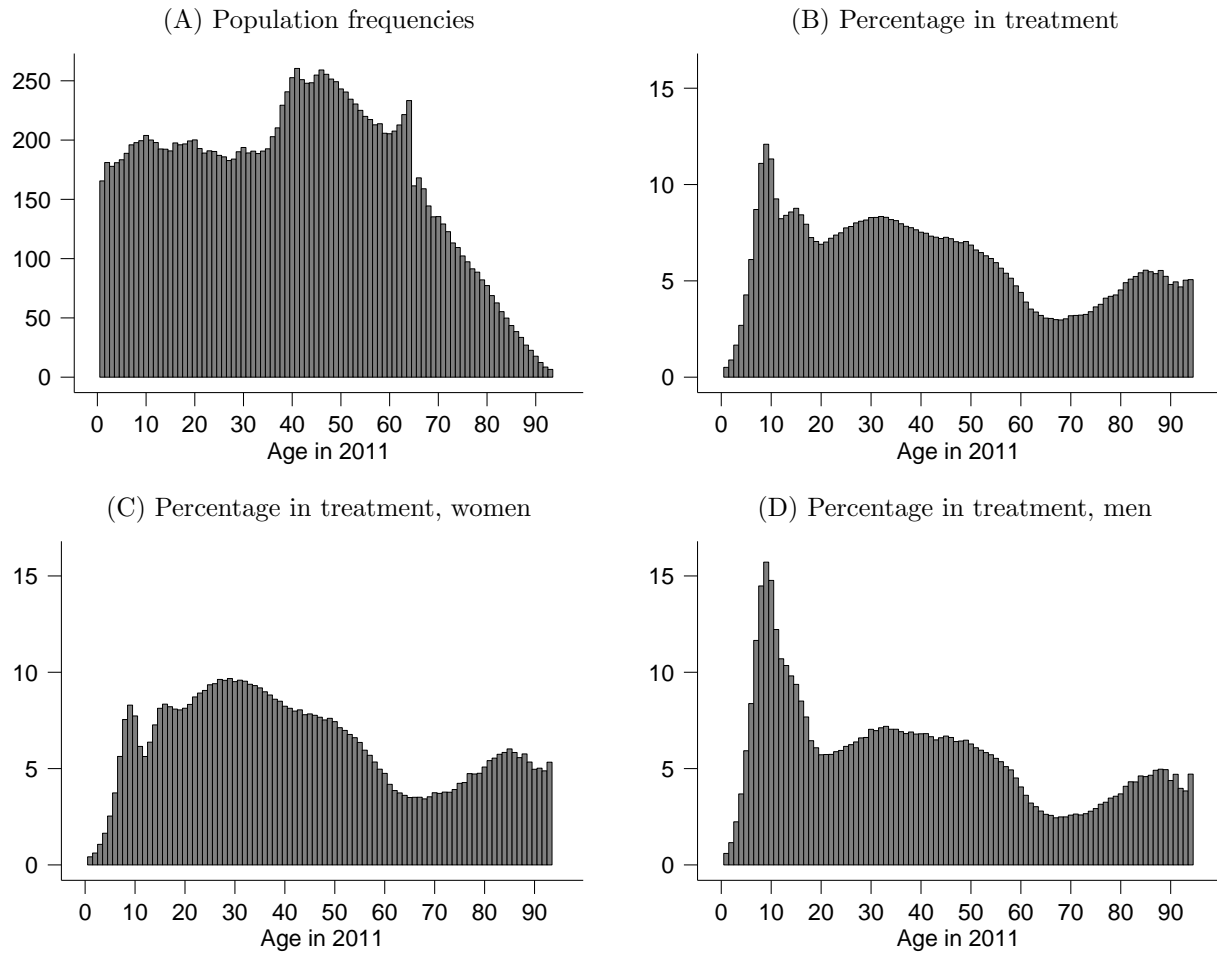 (A) Population frequencies
250
200
150
100
50
0
0 10 20 30 40 50 60 70 80 90
Age in 2011
(B) Percentage in treatment
15
10
5
0
0 10 20 30 40 50 60 70 80 90
Age in 2011
(C) Percentage in treatment, women
15
10
5
0
0 10 20 30 40 50 60 70 80 90
Age in 2011
(D) Percentage in treatment, men
15
10
5
0
0 10 20 30 40 50 60 70 80 90
Age in 2011